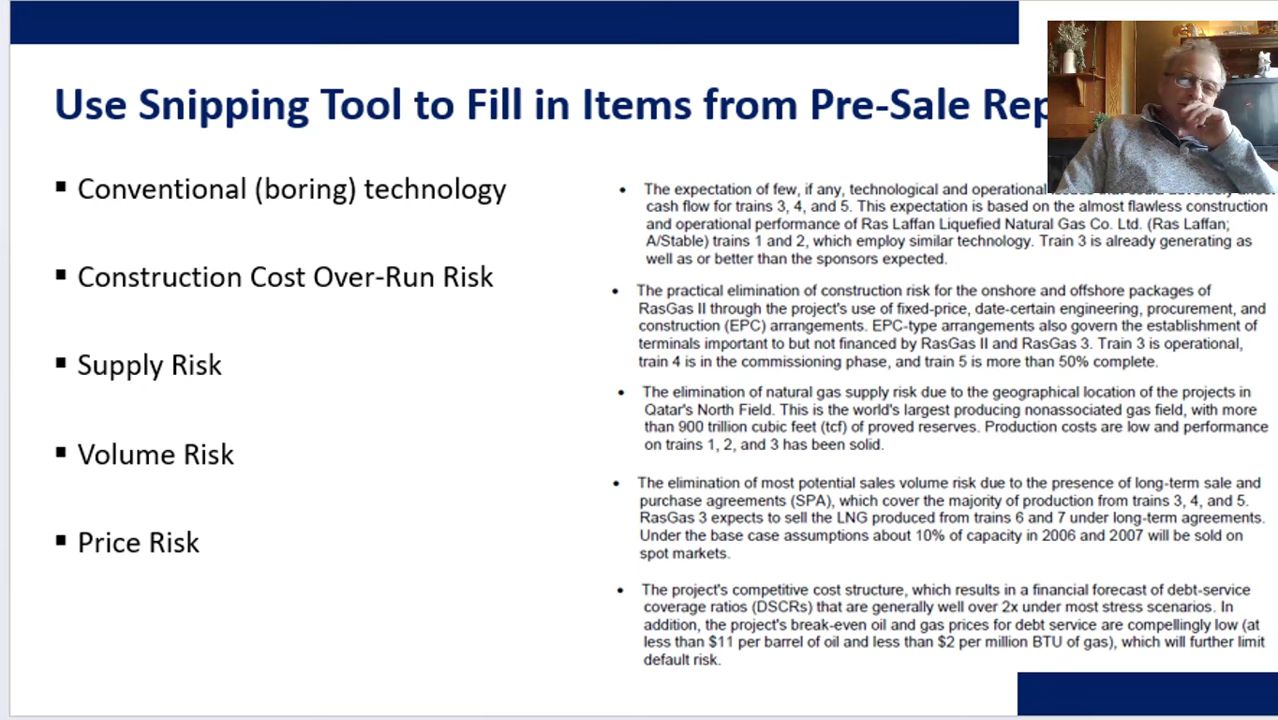 Use Snipping Tool to Fill in Items from Pre-Sale
▪ Conventional (boring) technology
▪ Construction Cost Over-Run Risk
▪ Supply Risk
▪ Volume Risk
▪ Price Risk
• The expectation of few, if any, technological and operational
cash flow for trains 3, 4, and 5. This expectation is based on the almost flawless construction
and operational performance of Ras Laffan Liquefied Natural Gas Co. Ltd. (Ras Laffan;
A/Stable) trains 1 and 2, which employ similar technology. Train 3 is already generating as
well as or better than the sponsors expected.
• The practical elimination of construction risk for the onshore and offshore packages of
RasGas II through the project's use of fixed-price, date-certain engineering, procurement, and
construction (EPC) arrangements. EPC-type arrangements also govern the establishment of
terminals important to but not financed by RasGas II and RasGas 3. Train 3 is operational,
train 4 is in the commissioning phase, and train 5 is more than 50% complete.
• The elimination of natural gas supply risk due to the geographical location of the projects in
Qatar's North Field. This is the world's largest producing nonassociated gas field, with more
than 900 trillion cubic feet (tcf) of proved reserves. Production costs are low and performance
on trains 1, 2, and 3 has been solid.
• The elimination of most potential sales volume risk due to the presence of long-term sale and
purchase agreements (SPA), which cover the majority of production from trains 3, 4, and 5.
RasGas 3 expects to sell the LNG produced from trains 6 and 7 under long-term agreements.
Under the base case assumptions about 10% of capacity in 2006 and 2007 will be sold on
spot markets.
• The project's competitive cost structure, which results in a financial forecast of debt-service
coverage ratios (DSCRs) that are generally well over 2x under most stress scenarios. In
addition, the project's break-even oil and gas prices for debt service are compellingly low (at
less than $11 per barrel of oil and less than $2 per million BTU of gas), which will further limit
default risk.